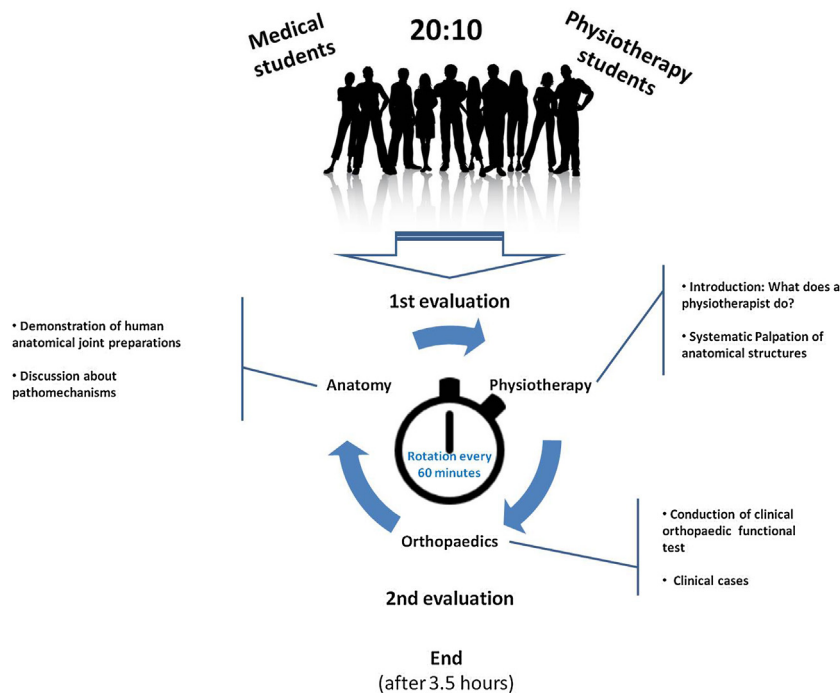 Medical
students
20:10
Physiotherapy
students
1st evaluation
• Introduction: What does a
physiotherapist do?
• Systematic Palpation of
anatomical structures
• Demonstration of human
anatomical joint preparations
• Discussion about
pathomechanisms
Anatomy
Physiotherapy
Rotation every
60 minutes
Orthopaedics
• Conduction of clinical
orthopaedic functional
test
• Clinical cases
2nd evaluation
End
(after 3.5 hours)